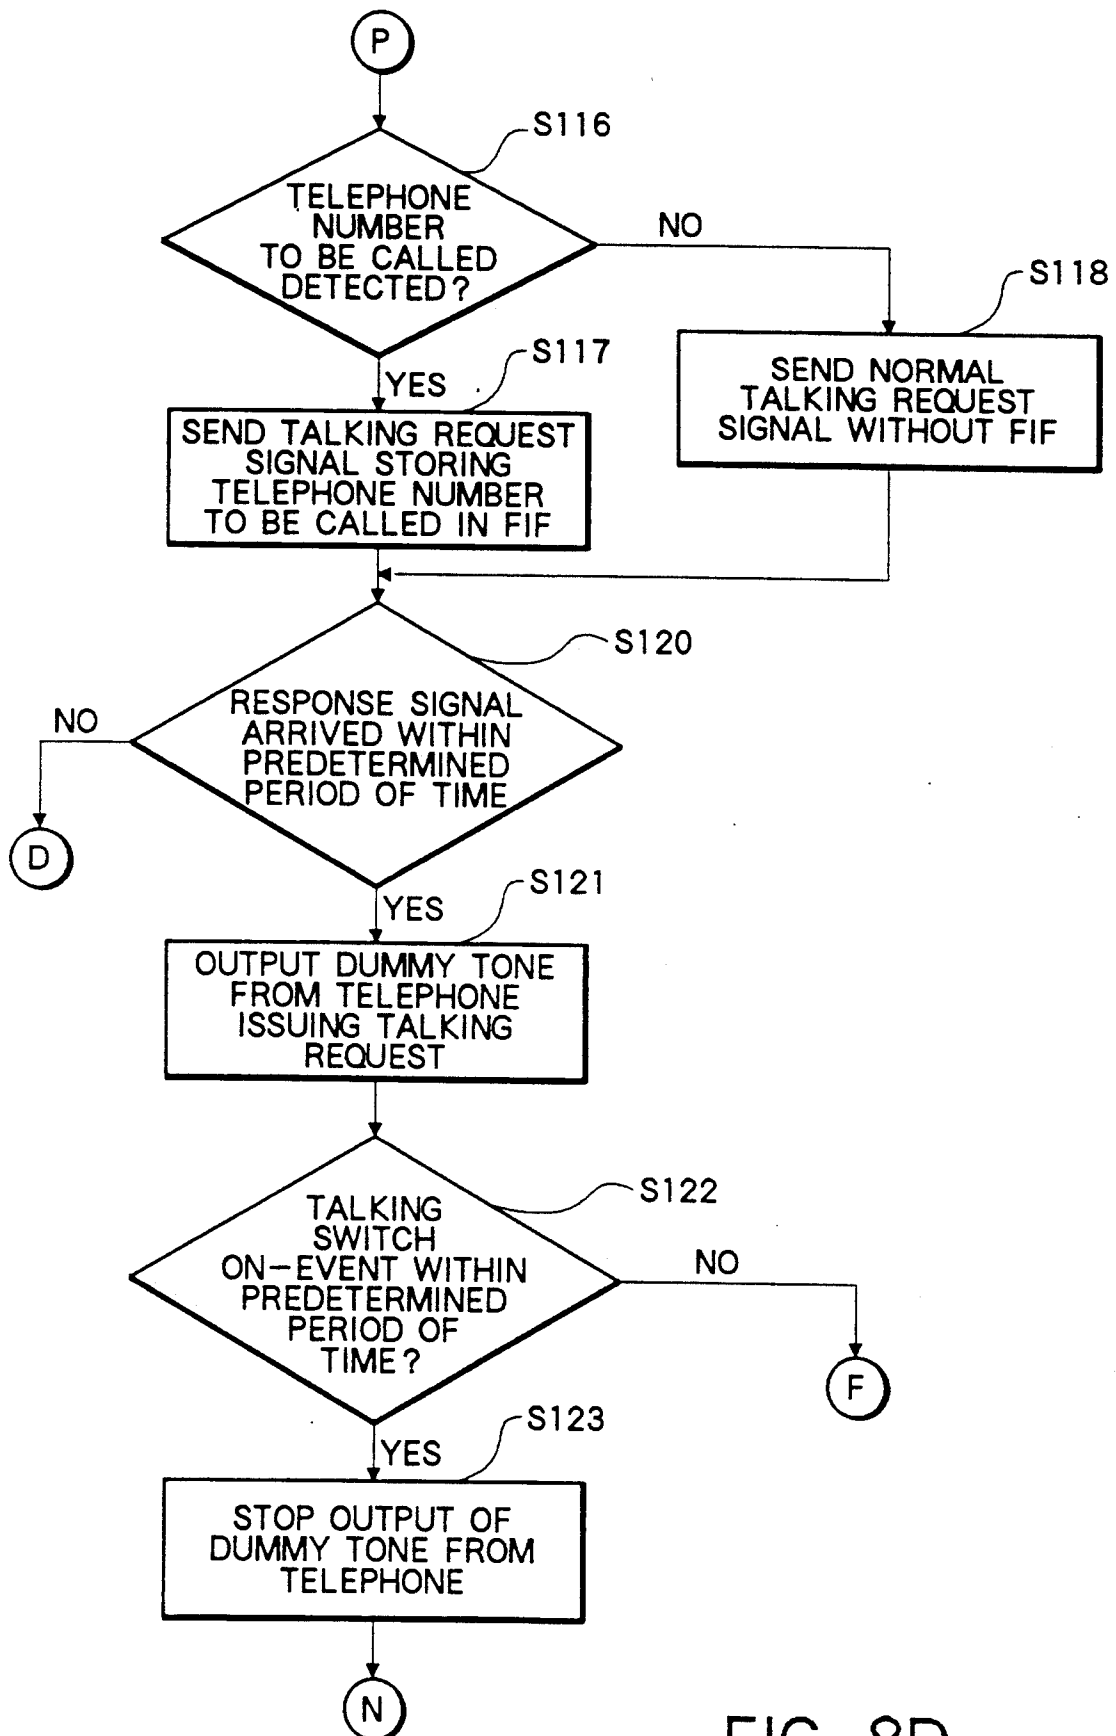 P
S116
TELEPHONE
NUMBER
TO BE CALLED
DETECTED?
NO
S118
SEND NORMAL
TALKING REQUEST
SIGNAL WITHOUT FIF
YES
S117
SEND TALKING REQUEST
SIGNAL STORING
TELEPHONE NUMBER
TO BE CALLED IN FIF
S120
RESPONSE SIGNAL
ARRIVED WITHIN
PREDETERMINED
PERIOD OF TIME
NO
D
YES
S121
OUTPUT DUMMY TONE
FROM TELEPHONE
ISSUING TALKING
REQUEST
S122
TALKING
SWITCH
ON-EVENT WITHIN
PREDETERMINED
PERIOD OF
TIME?
NO
F
YES
S123
STOP OUTPUT OF
DUMMY TONE FROM
TELEPHONE
N
FIG. 8D